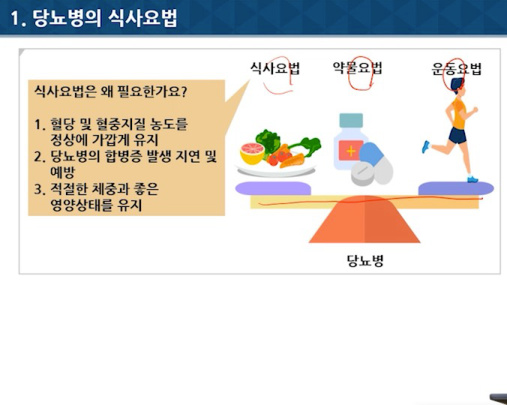 1. 당뇨병의 식사요법
식사요법 약물요법 운동요법
식사요법은 왜 필요한가요?
1. 혈당 및 혈중지질 농도를
정상에 가깝게 유지
2. 당뇨병의 합병증 발생 지연 및
예방
3. 적절한 체중과 좋은
영양상태를 유지
당뇨병